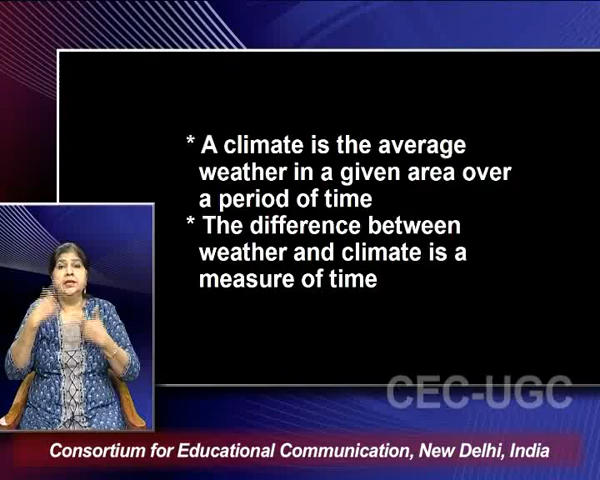 * A climate is the average
weather in a given area over
a period of time
* The difference between
weather and climate is a
measure of time
CEC-UGC
Consortium for Educational Communication, New Delhi, India